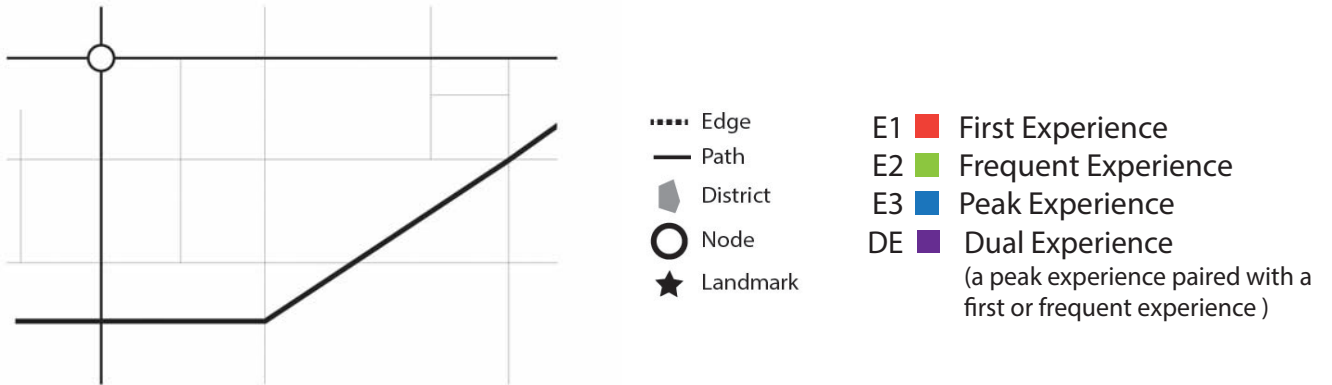 Edge
Path
District
Node
Landmark
E1 First Experience
E2 Frequent Experience
E3 Peak Experience
DE Dual Experience
(a peak experience paired with a
first or frequent experience )